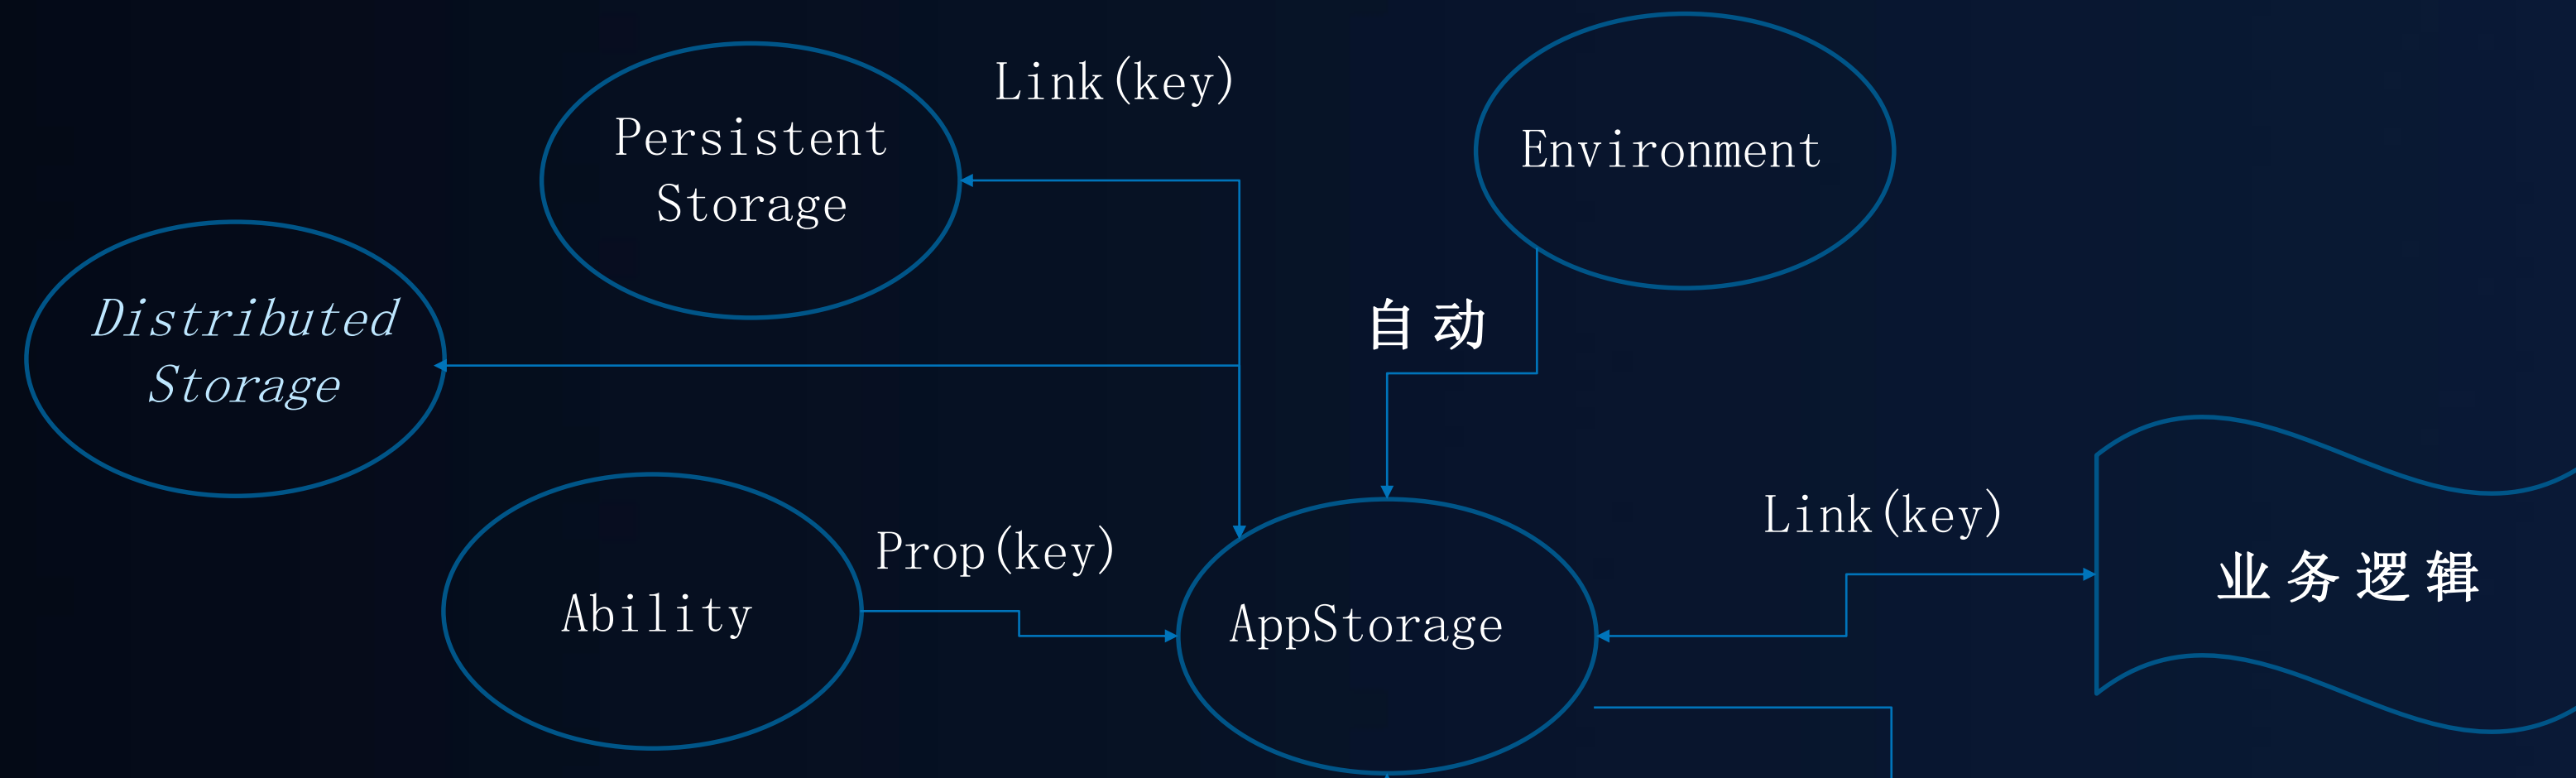 Link(key)
Persistent
Storage
Environment
Distributed
Storage
自动
Link(key)
Prop(key)
业务逻辑
Ability
AppStorage